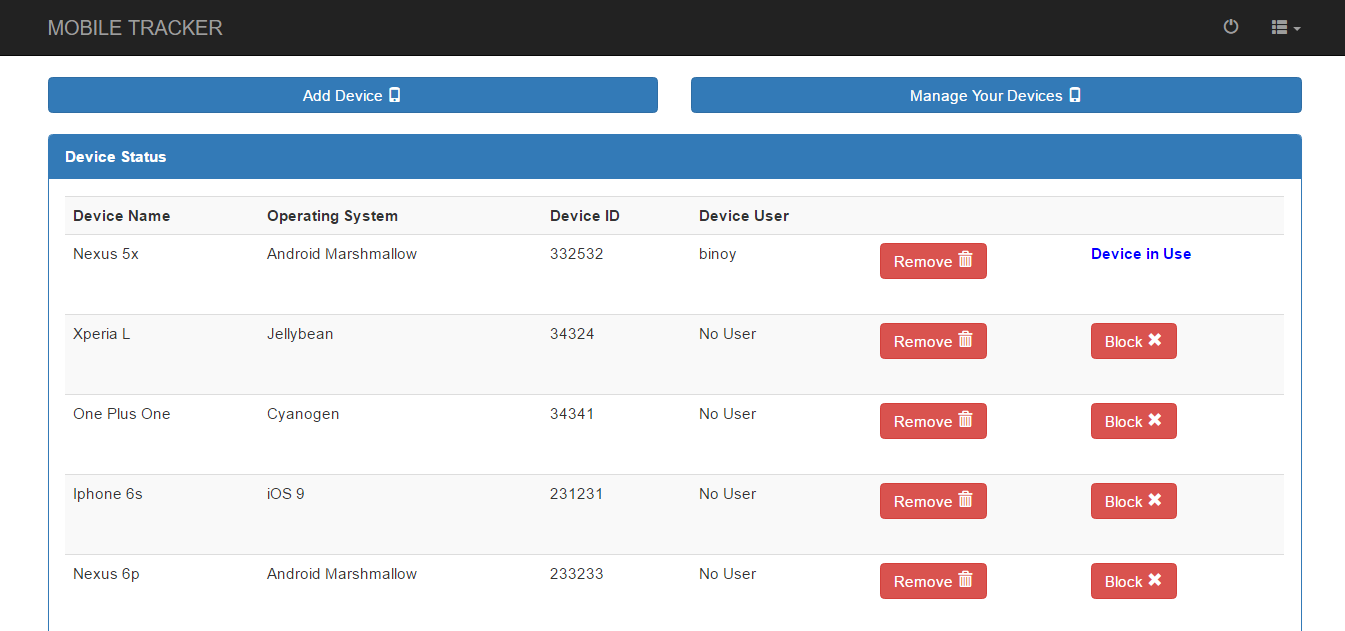 MOBILE TRACKER
Add Device
Manage Your Devices
Device Status
Device Name Operating System Device ID Device User
Nexus 5x Android Marshmallow 332532 binoy Remove Device in Use
Xperia L Jellybean 34324 No User Remove Block
One Plus One Cyanogen 34341 No User Remove Block
Iphone 6s iOS 9 231231 No User Remove Block
Nexus 6p Android Marshmallow 233233 No User Remove Block